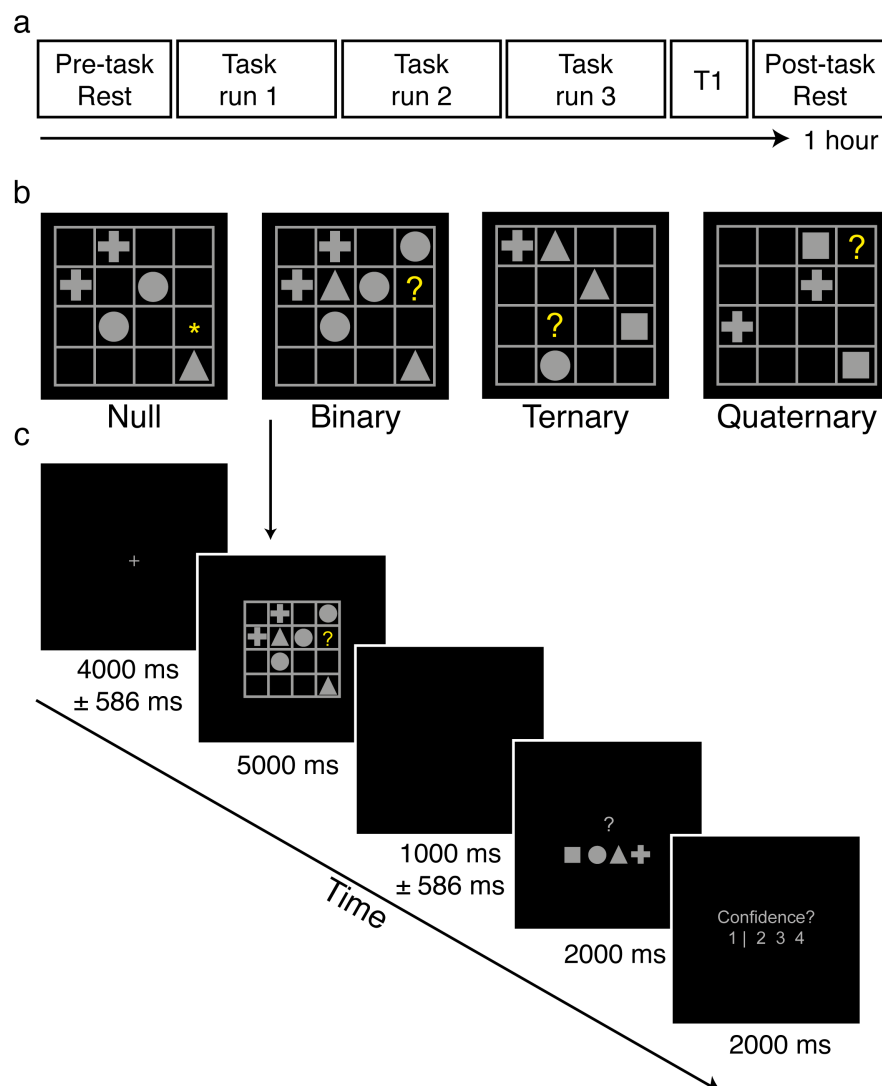 a
Pre-task
Rest
Task
run 1
Task
run 2
Task
run 3
T1
Post-task
Rest
1 hour
b
*
?
?
?
Null
Binary
Ternary
Quaternary
c
+
4000 ms
± 586 ms
?
5000 ms
1000 ms
± 586 ms
?
2000 ms
Confidence?
1 | 2 3 4
2000 ms
Time